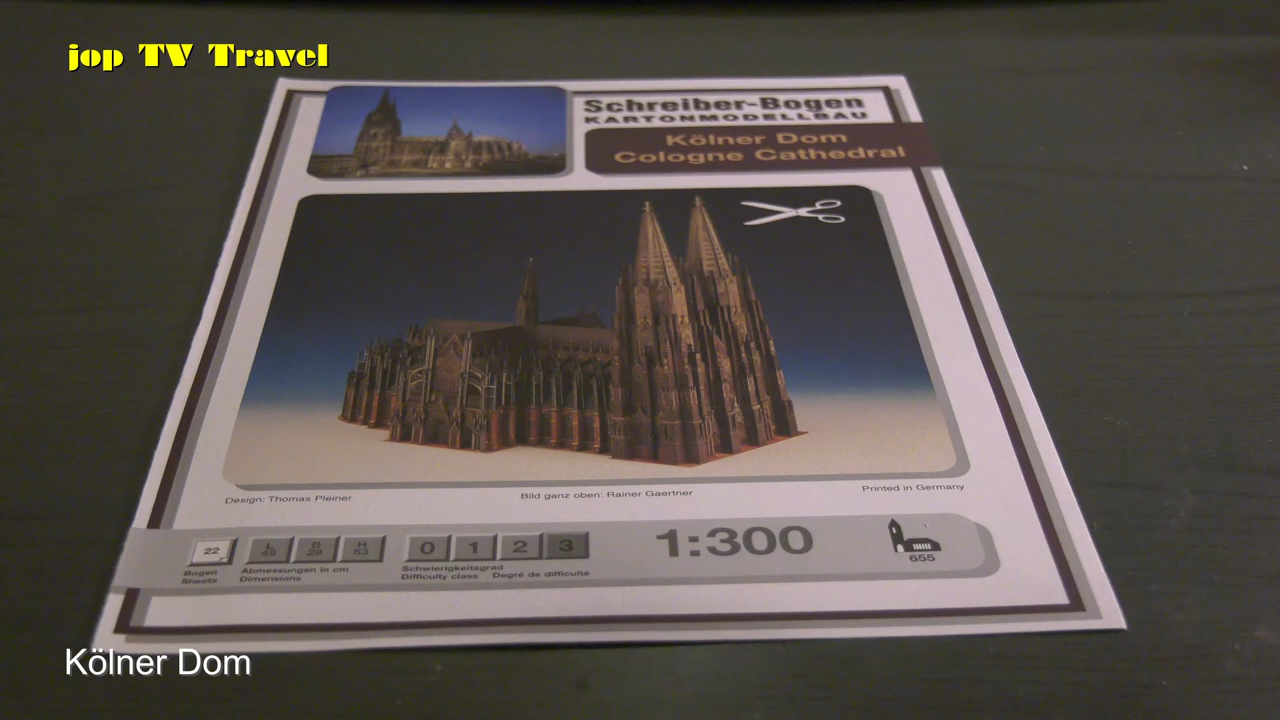 jop TV Travel
Schreiber-Bogen
KARTONMODELLBAU
Kölner Dom
Cologne Cathedral
Design: Thomas Pleiner
Bild ganz oben: Rainer Gaertner
Printed in Germany
22
L 49
B 29
H 53
0 1 2 3
1:300
655
Bogen
Sheets
Abmessungen in cm
Dimensions
Schwierigkeitsgrad
Difficulty class Degré de difficulté
Kölner Dom